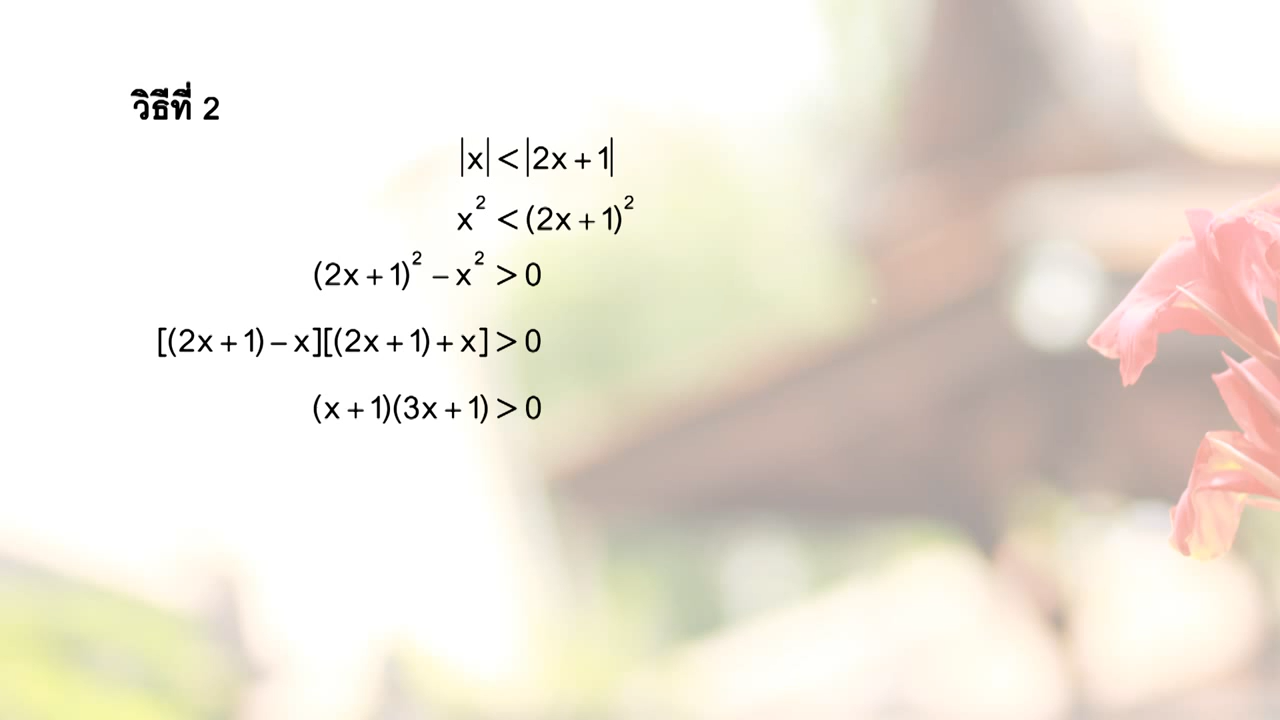 วิธีที่ 2
|x| < |2x + 1|
x² < (2x + 1)²
(2x + 1)² – x² > 0
[(2x + 1) – x][(2x + 1) + x] > 0
(x + 1)(3x + 1) > 0